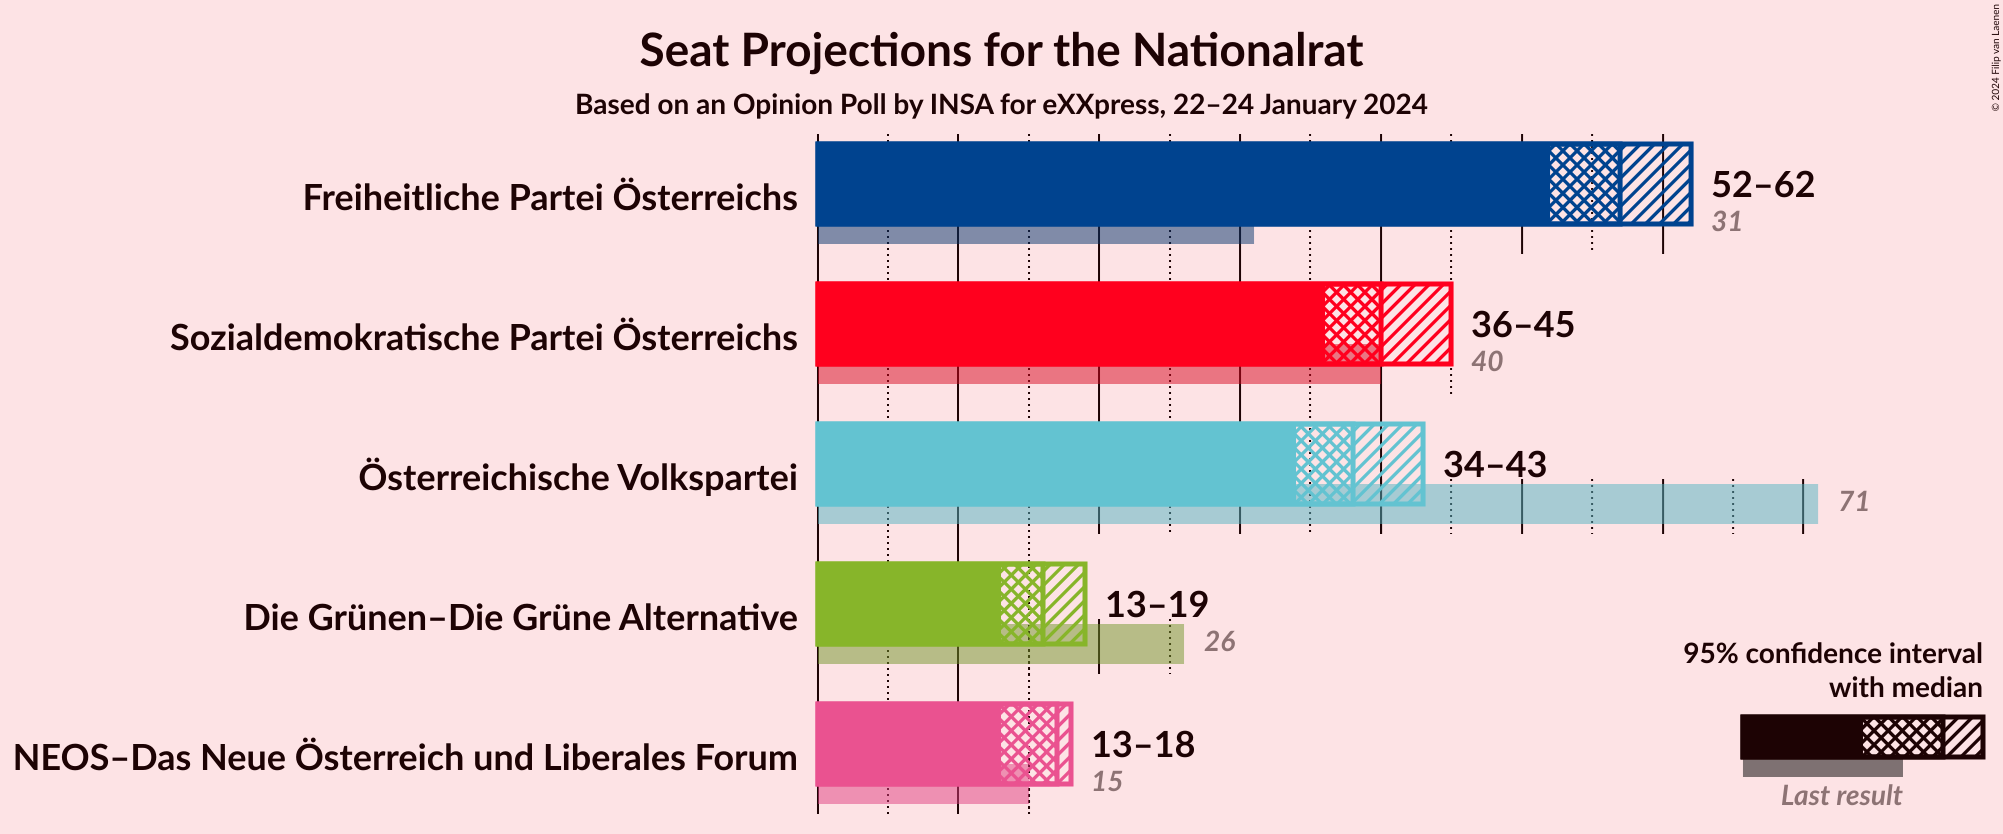 Seat Projections for the Nationalrat
Based on an Opinion Poll by INSA for eXXpress, 22–24 January 2024
© 2024 Filip van Laenen
Freiheitliche Partei Österreichs
52–62
31
Sozialdemokratische Partei Österreichs
36–45
40
Österreichische Volkspartei
34–43
71
Die Grünen–Die Grüne Alternative
13–19
26
NEOS–Das Neue Österreich und Liberales Forum
13–18
15
95% confidence interval
with median
Last result